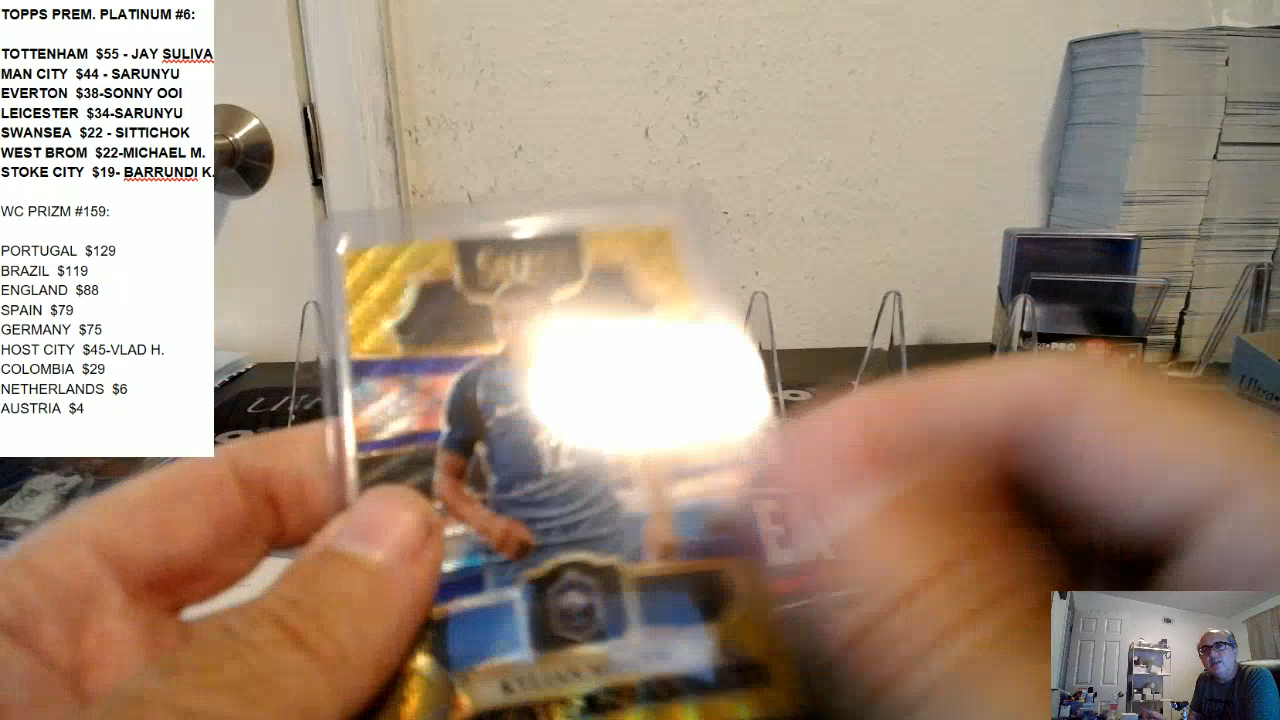 TOPPS PREM. PLATINUM #6:
TOTTENHAM $55 - JAY SULIVA
MAN CITY $44 - SARUNYU
EVERTON $38-SONNY OOI
LEICESTER $34-SARUNYU
SWANSEA $22 - SITTICHOK
WEST BROM $22-MICHAEL M.
STOKE CITY $19- BARRUNDI K.
WC PRIZM #159:
PORTUGAL $129
BRAZIL $119
ENGLAND $88
SPAIN $79
GERMANY $75
HOST CITY $45-VLAD H.
COLOMBIA $29
NETHERLANDS $6
AUSTRIA $4
KYLIAN